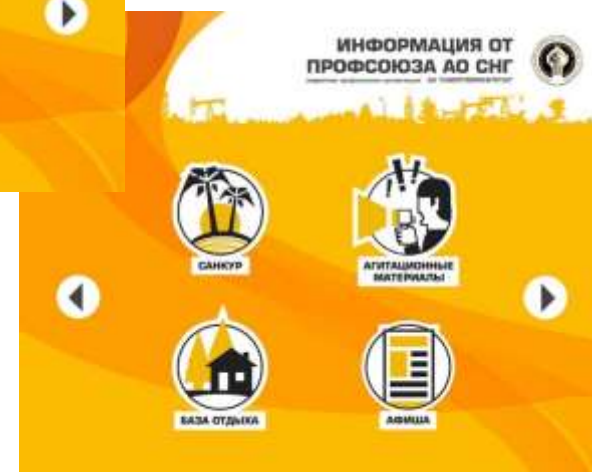 ИНФОРМАЦИЯ ОТ
ПРОФСОЮЗА АО СНГ
САНКУР
АГИТАЦИОННЫЕ
МАТЕРИАЛЫ
БАЗА ОТДЫХА
АФИША